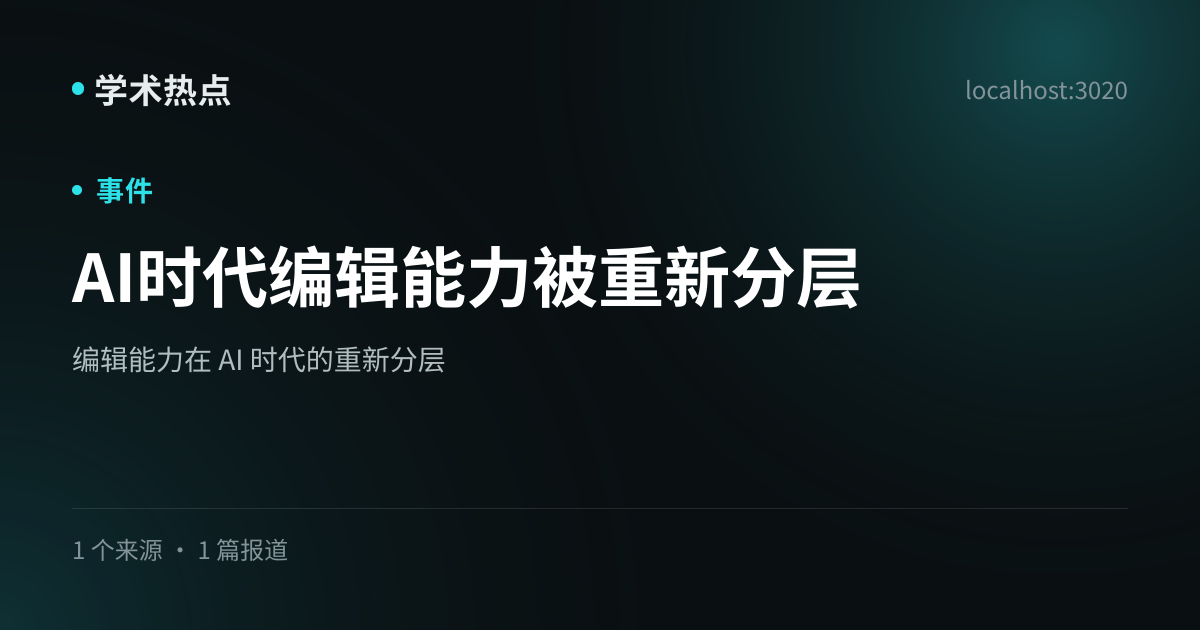 学术热点
localhost:3020
事件
AI时代编辑能力被重新分层
编辑能力在 AI 时代的重新分层
1 个来源 · 1 篇报道